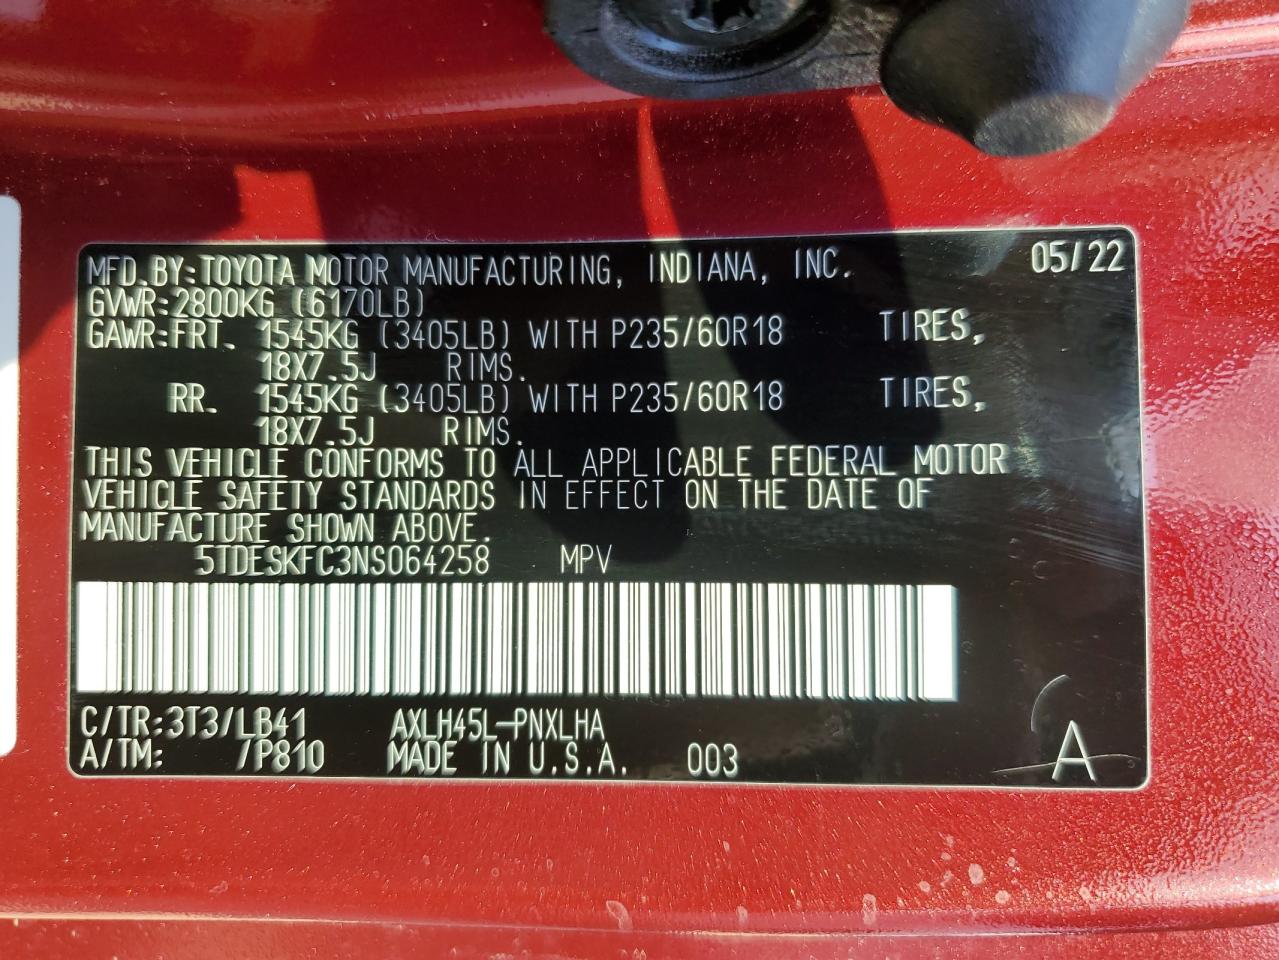 MFD.BY:TOYOTA MOTOR MANUFACTURING, INDIANA, INC. 05/22
GVWR:2800KG (6170LB)
GAWR:FRT. 1545KG (3405LB) WITH P235/60R18 TIRES,
18X7.5J RIMS.
RR. 1545KG (3405LB) WITH P235/60R18 TIRES,
18X7.5J RIMS.
THIS VEHICLE CONFORMS TO ALL APPLICABLE FEDERAL MOTOR
VEHICLE SAFETY STANDARDS IN EFFECT ON THE DATE OF
MANUFACTURE SHOWN ABOVE.
5TDESKFC3NS064258 MPV
C/TR:3T3/LB41 AXLH45L-PNXLHA
A/TM: /P810 MADE IN U.S.A. 003 A